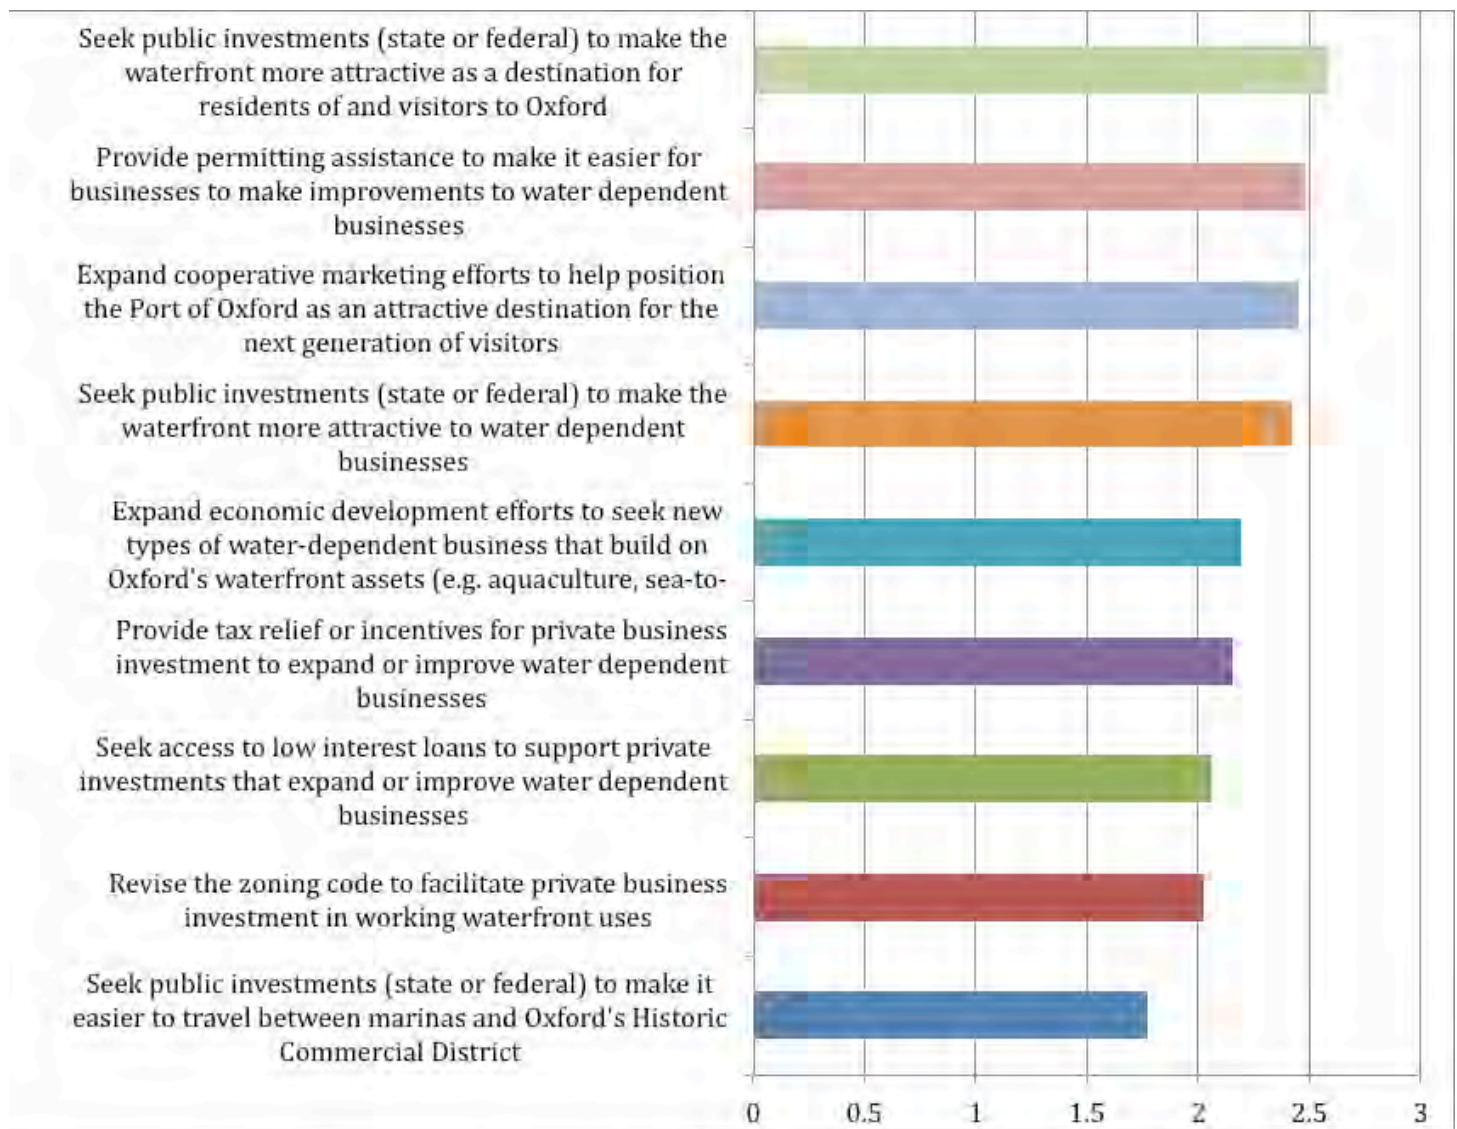 Seek public investments (state or federal) to make the
waterfront more attractive as a destination for
residents of and visitors to Oxford
Provide permitting assistance to make it easier for
businesses to make improvements to water dependent
businesses
Expand cooperative marketing efforts to help position
the Port of Oxford as an attractive destination for the
next generation of visitors
Seek public investments (state or federal) to make the
waterfront more attractive to water dependent
businesses
Expand economic development efforts to seek new
types of water-dependent business that build on
Oxford's waterfront assets (e.g. aquaculture, sea-to-
Provide tax relief or incentives for private business
investment to expand or improve water dependent
businesses
Seek access to low interest loans to support private
investments that expand or improve water dependent
businesses
Revise the zoning code to facilitate private business
investment in working waterfront uses
Seek public investments (state or federal) to make it
easier to travel between marinas and Oxford's Historic
Commercial District
0 0.5 1 1.5 2 2.5 3